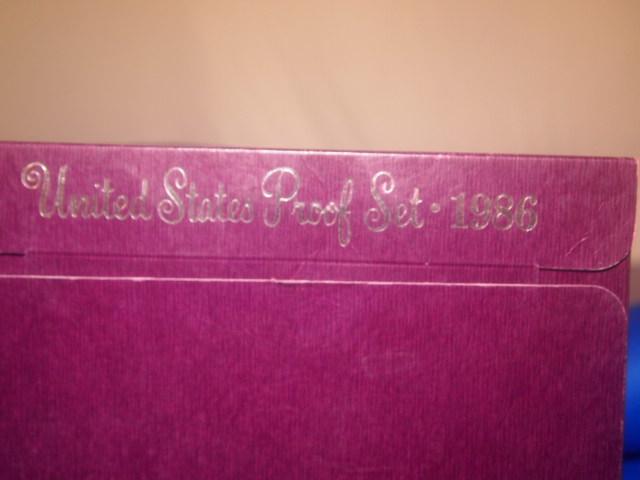 United States Proof Set • 1986